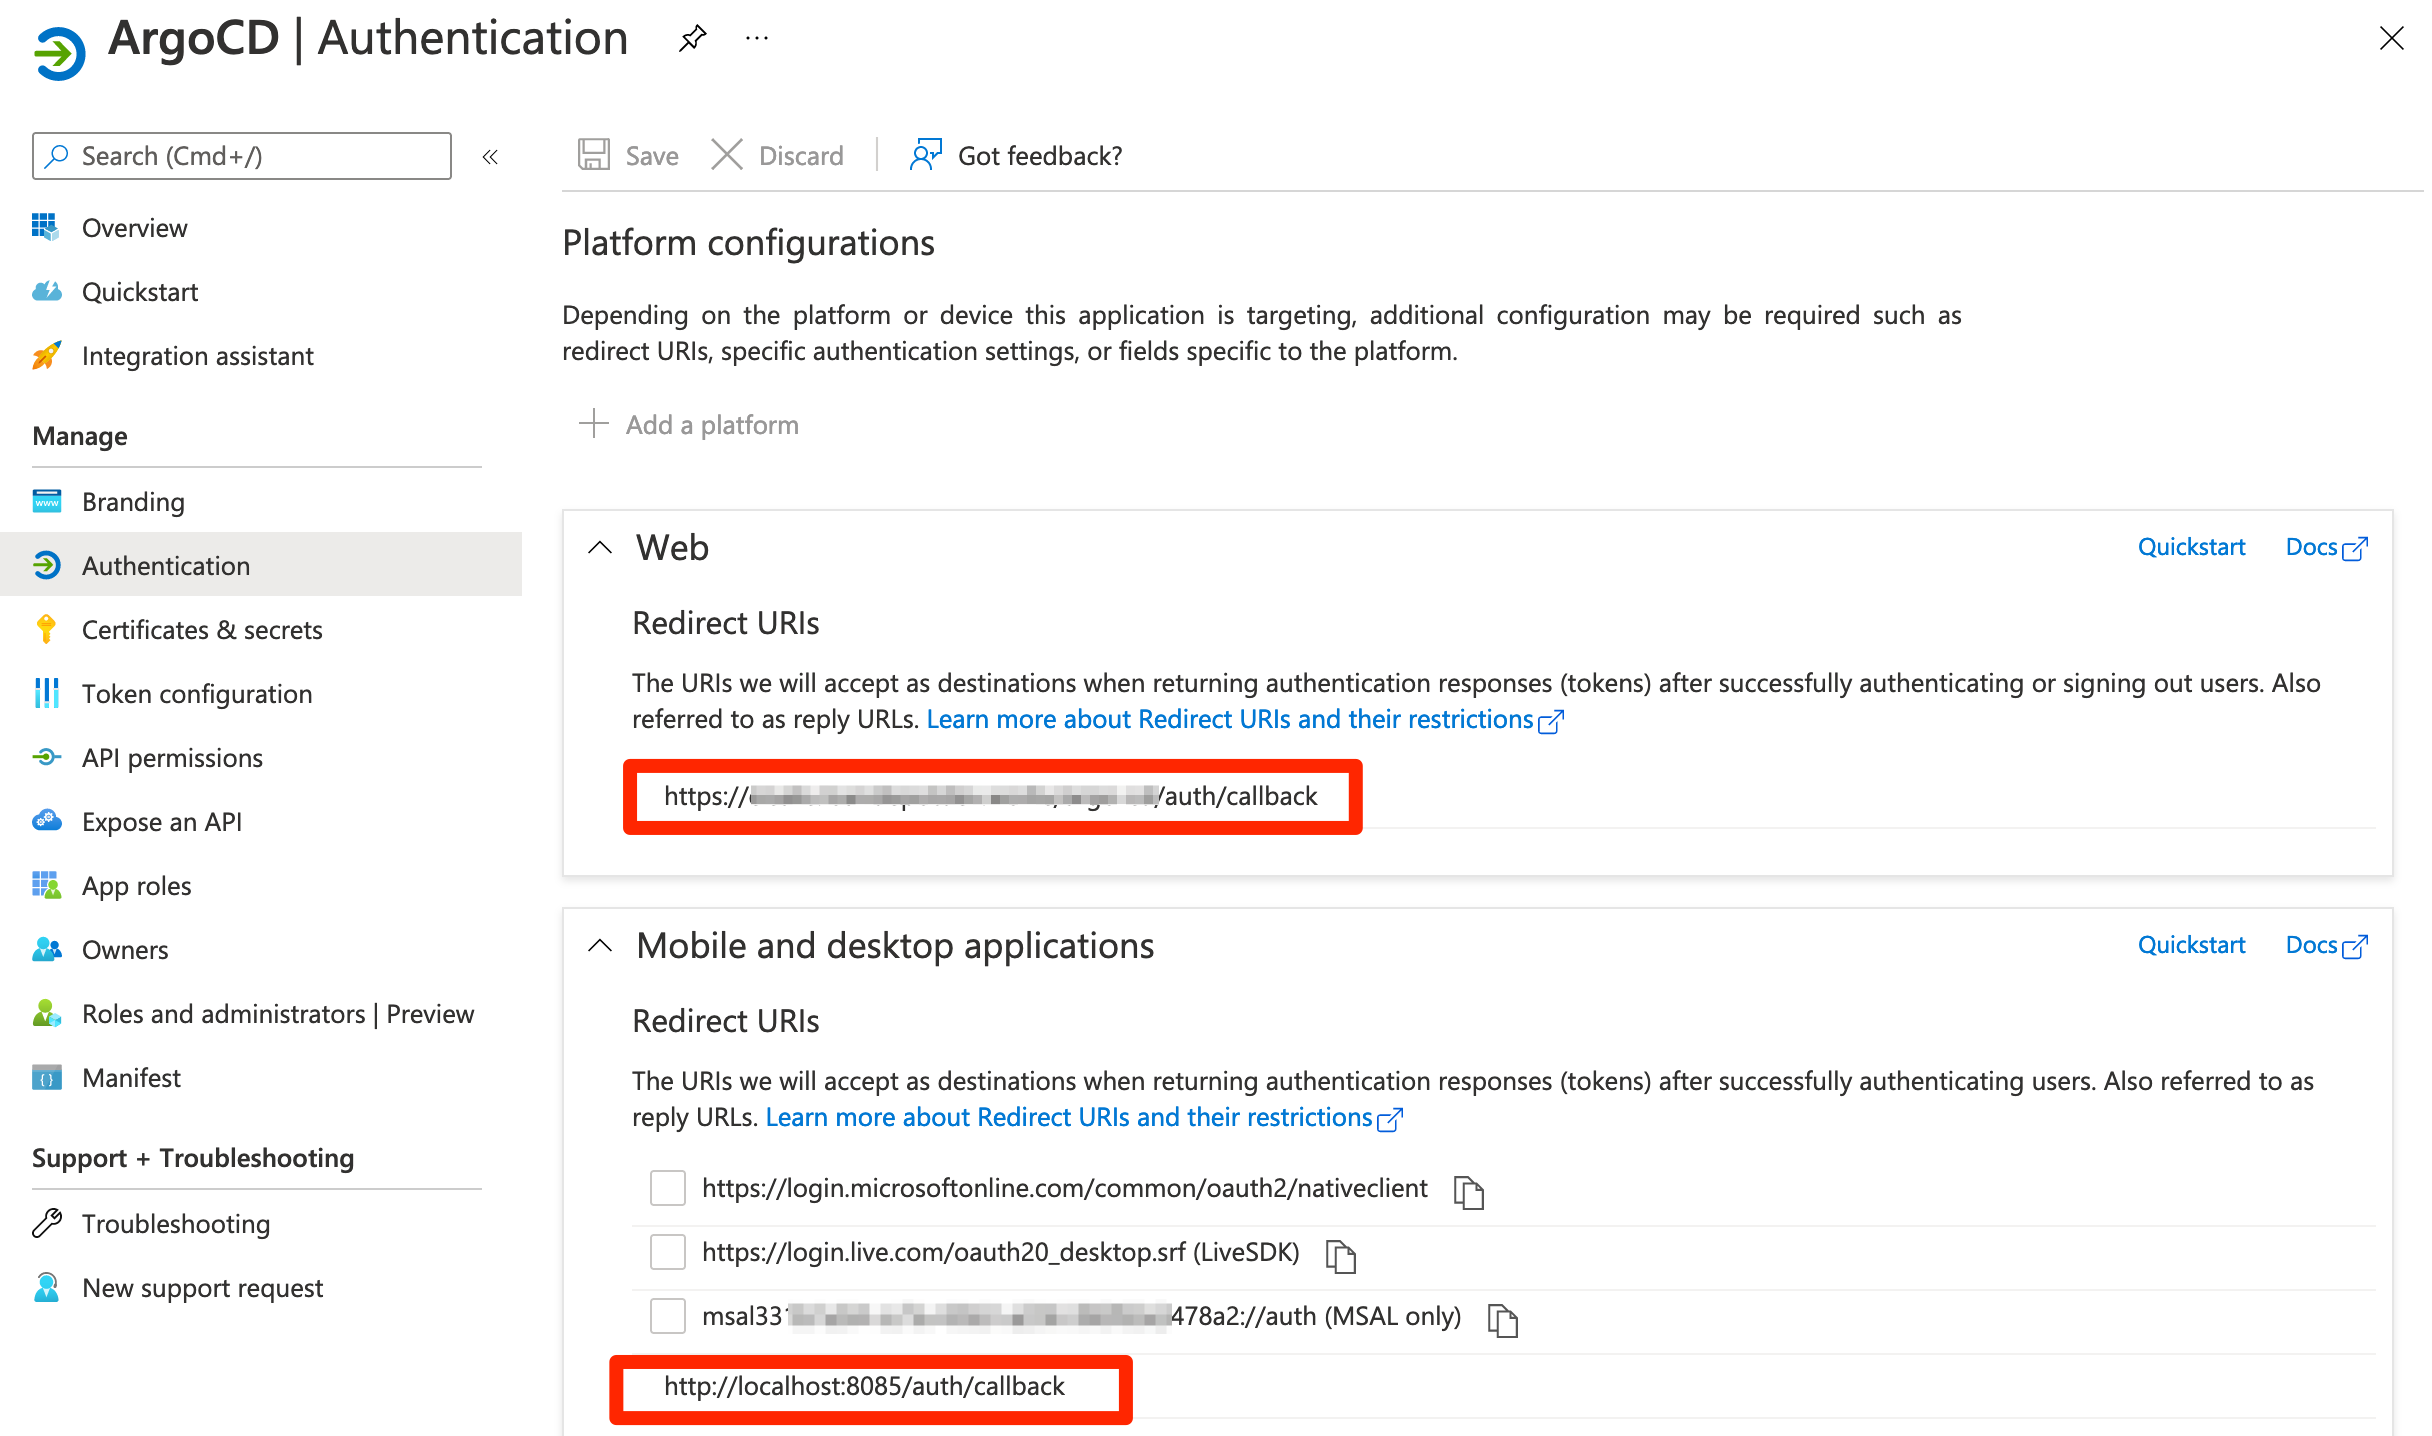 ArgoCD | Authentication
Search (Cmd+/)
Overview
Quickstart
Integration assistant
Manage
Branding
Authentication
Certificates & secrets
Token configuration
API permissions
Expose an API
App roles
Owners
Roles and administrators | Preview
Manifest
Support + Troubleshooting
Troubleshooting
New support request
Save Discard Got feedback?
Platform configurations
Depending on the platform or device this application is targeting, additional configuration may be required such as
redirect URIs, specific authentication settings, or fields specific to the platform.
Add a platform
Web Quickstart Docs
Redirect URIs
The URIs we will accept as destinations when returning authentication responses (tokens) after successfully authenticating or signing out users. Also
referred to as reply URLs. Learn more about Redirect URIs and their restrictions
https:// /auth/callback
Mobile and desktop applications Quickstart Docs
Redirect URIs
The URIs we will accept as destinations when returning authentication responses (tokens) after successfully authenticating users. Also referred to as
reply URLs. Learn more about Redirect URIs and their restrictions
https://login.microsoftonline.com/common/oauth2/nativeclient
https://login.live.com/oauth20_desktop.srf (LiveSDK)
msal33 478a2://auth (MSAL only)
http://localhost:8085/auth/callback